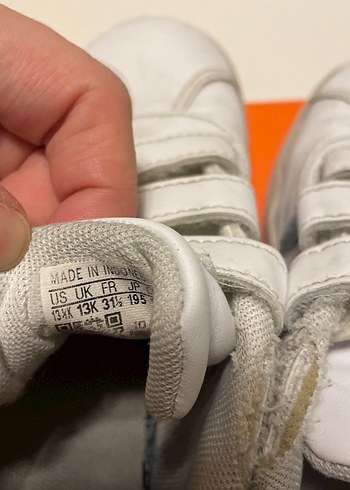 MADE IN INDONE
US UK FR JP
13½K 13K 31½ 195